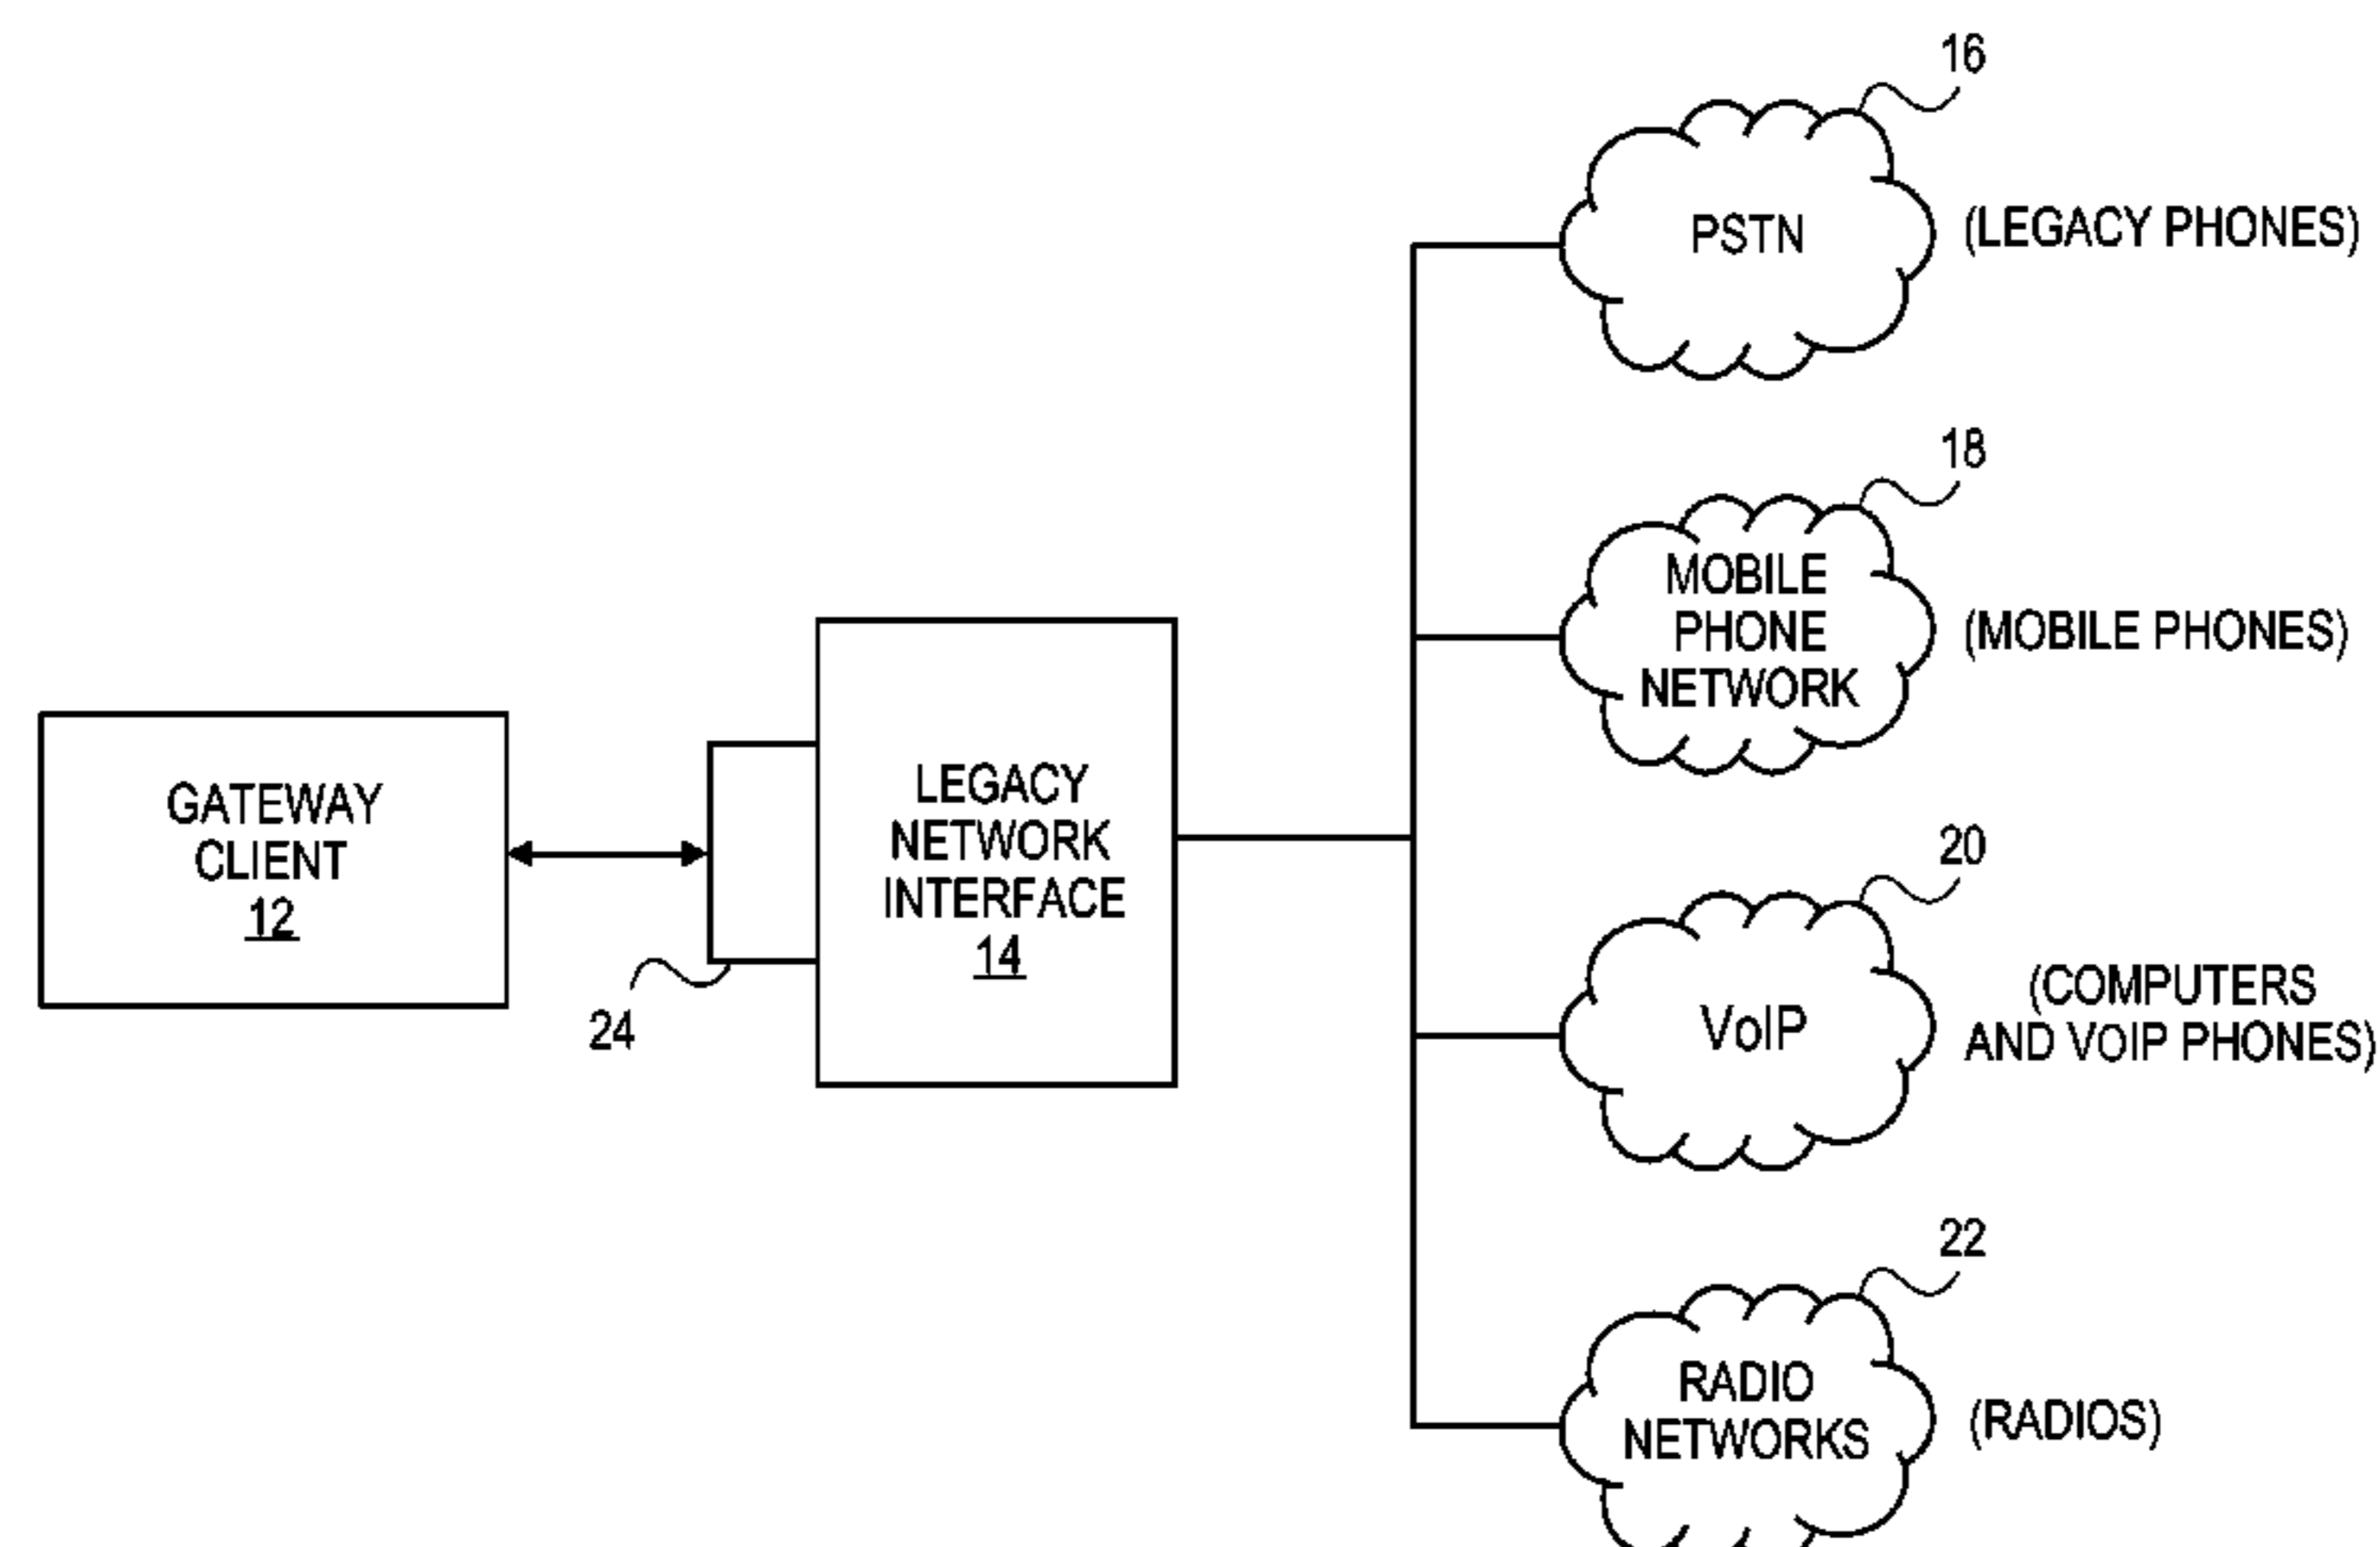 16
PSTN
(LEGACY PHONES)
18
MOBILE
PHONE
NETWORK
(MOBILE PHONES)
GATEWAY
CLIENT
12
24
LEGACY
NETWORK
INTERFACE
14
20
VoIP
(COMPUTERS
AND VOIP PHONES)
22
RADIO
NETWORKS
(RADIOS)